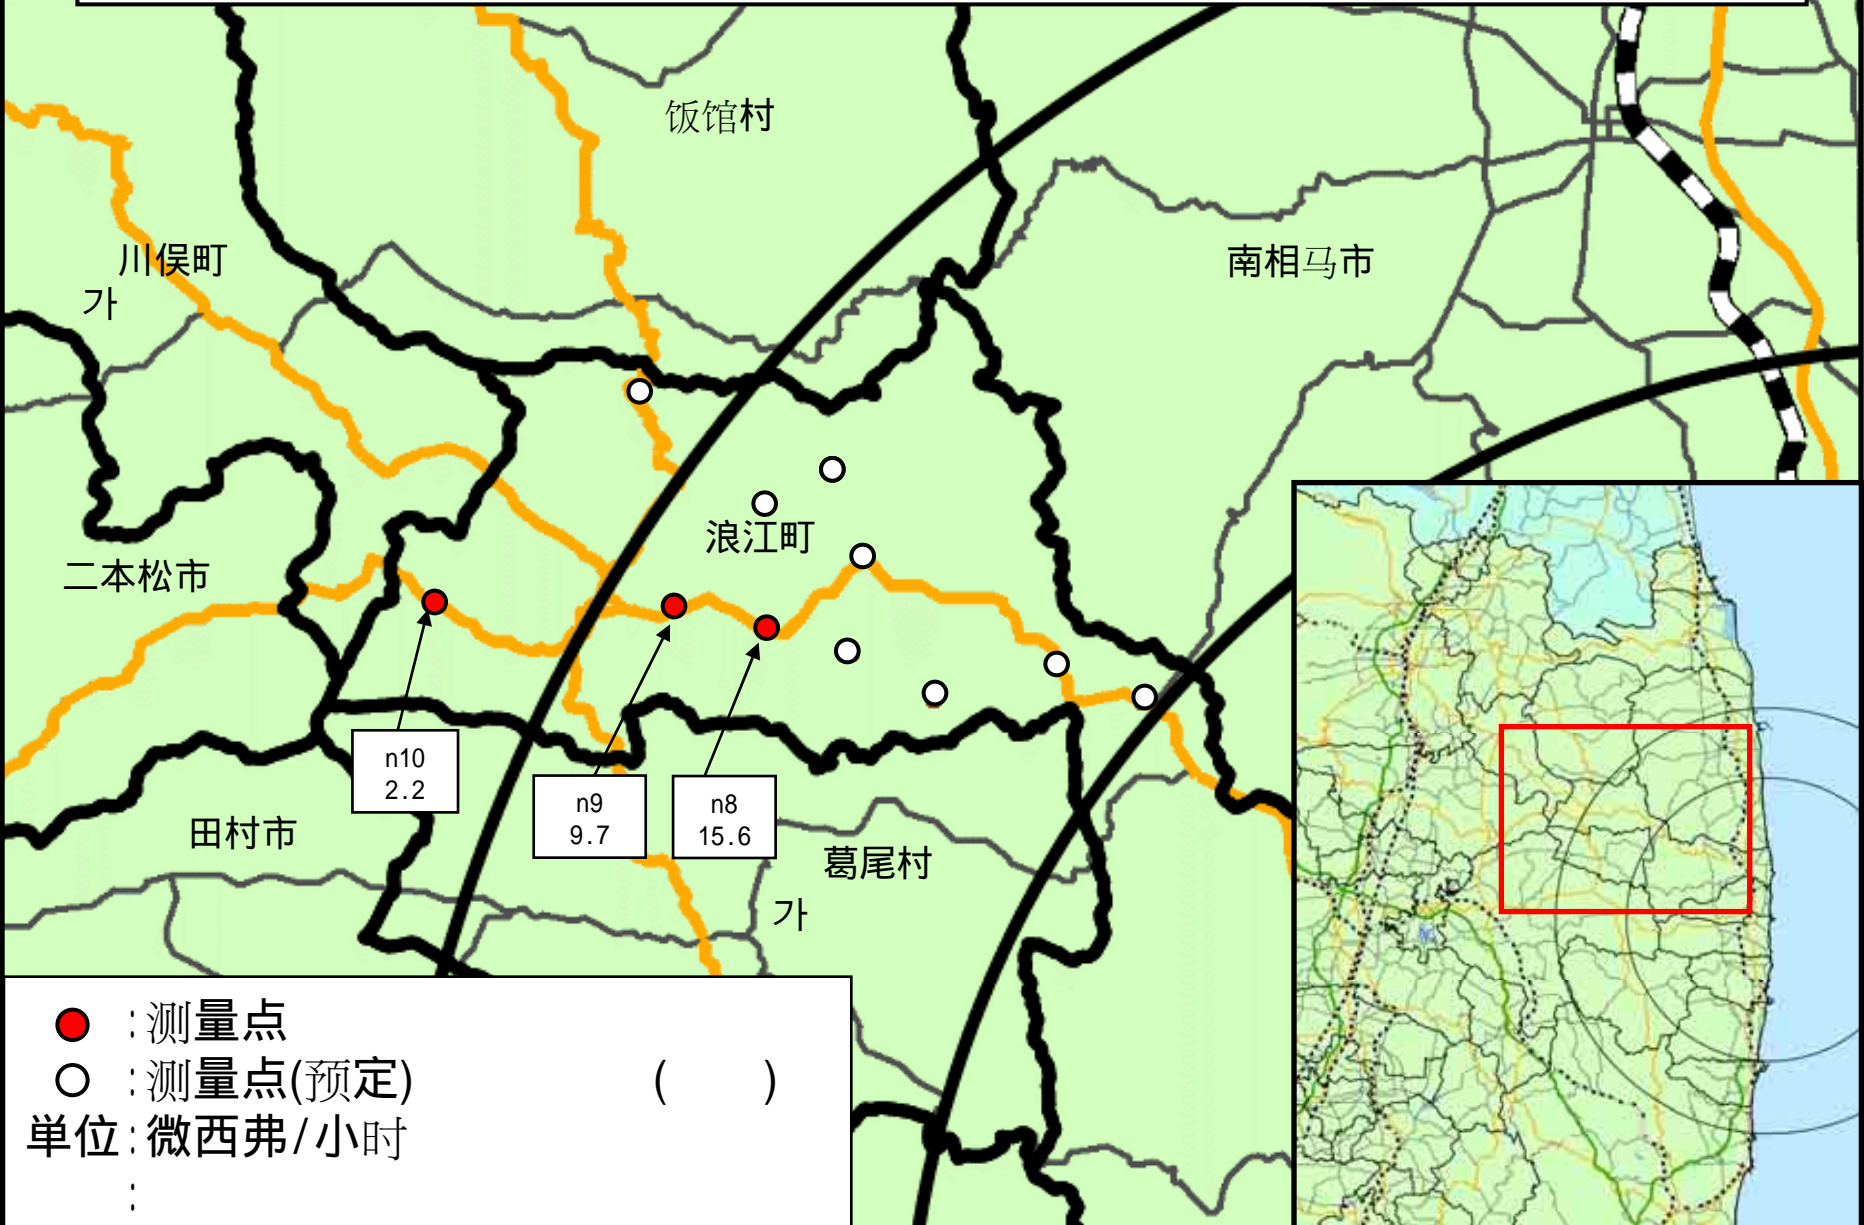 饭馆村
川俣町
가
南相马市
浪江町
二本松市
n10
2.2
n9
9.7
n8
15.6
田村市
葛尾村
가
:测量点
:测量点(预定) ( )
単位:微西弗/小时
: